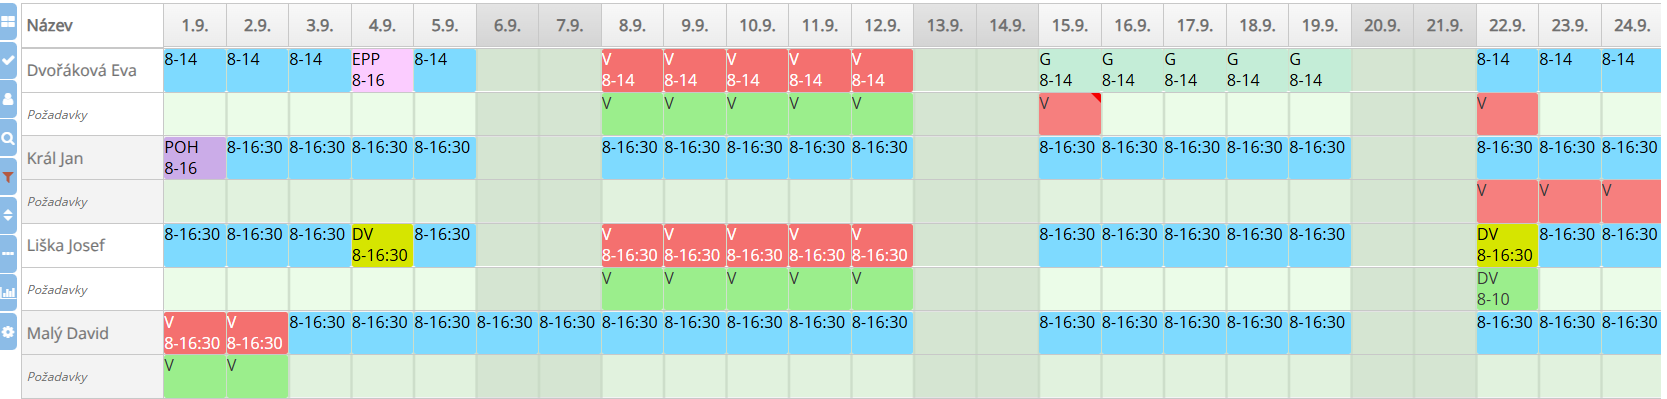 Název 1.9. 2.9. 3.9. 4.9. 5.9. 6.9. 7.9. 8.9. 9.9. 10.9. 11.9. 12.9. 13.9. 14.9. 15.9. 16.9. 17.9. 18.9. 19.9. 20.9. 21.9. 22.9. 23.9. 24.9.
Dvořáková Eva
8-14 8-14 8-14 EPP 8-14 V V V V V G G G G G 8-14 8-14 8-14
8-16 8-14 8-14 8-14 8-14 8-14 8-14 8-14 8-14 8-14 8-14
Požadavky V V V V V V V
Král Jan
POH 8-16:30 8-16:30 8-16:30 8-16:30 8-16:30 8-16:30 8-16:30 8-16:30 8-16:30 8-16:30 8-16:30 8-16:30 8-16:30 8-16:30 8-16:30 8-16:30 8-16:30
8-16
Požadavky V V V
Liška Josef
8-16:30 8-16:30 8-16:30 DV 8-16:30 V V V V V 8-16:30 8-16:30 8-16:30 8-16:30 8-16:30 DV 8-16:30 8-16:30
8-16:30 8-16:30 8-16:30 8-16:30 8-16:30 8-16:30 8-16:30
Požadavky V V V V V DV
8-10
Malý David
V V 8-16:30 8-16:30 8-16:30 8-16:30 8-16:30 8-16:30 8-16:30 8-16:30 8-16:30 8-16:30 8-16:30 8-16:30 8-16:30 8-16:30 8-16:30 8-16:30 8-16:30 8-16:30
8-16:30 8-16:30
Požadavky V V